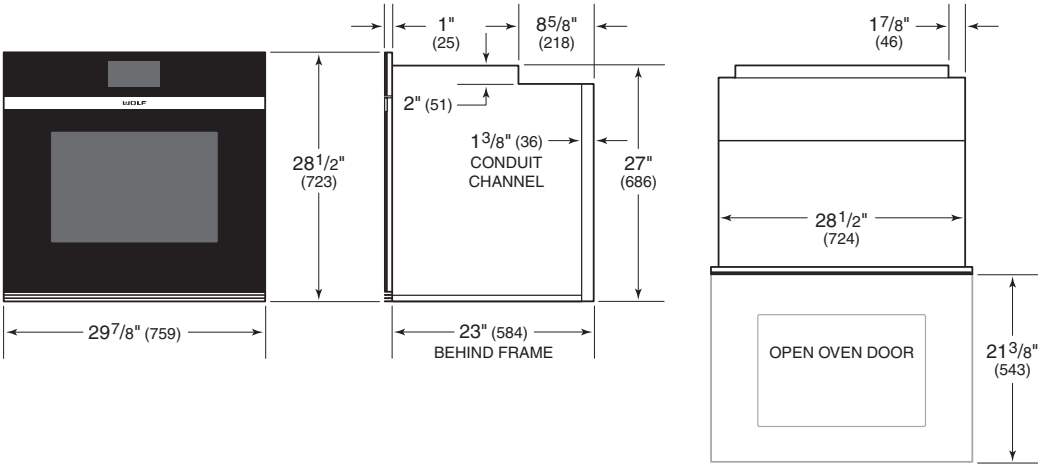 WOLF
28 1/2"
(723)
29 7/8" (759)
1"
(25)
8 5/8"
(218)
2" (51)
1 3/8" (36)
CONDUIT
CHANNEL
27"
(686)
23" (584)
BEHIND FRAME
1 7/8"
(46)
28 1/2"
(724)
OPEN OVEN DOOR
21 3/8"
(543)